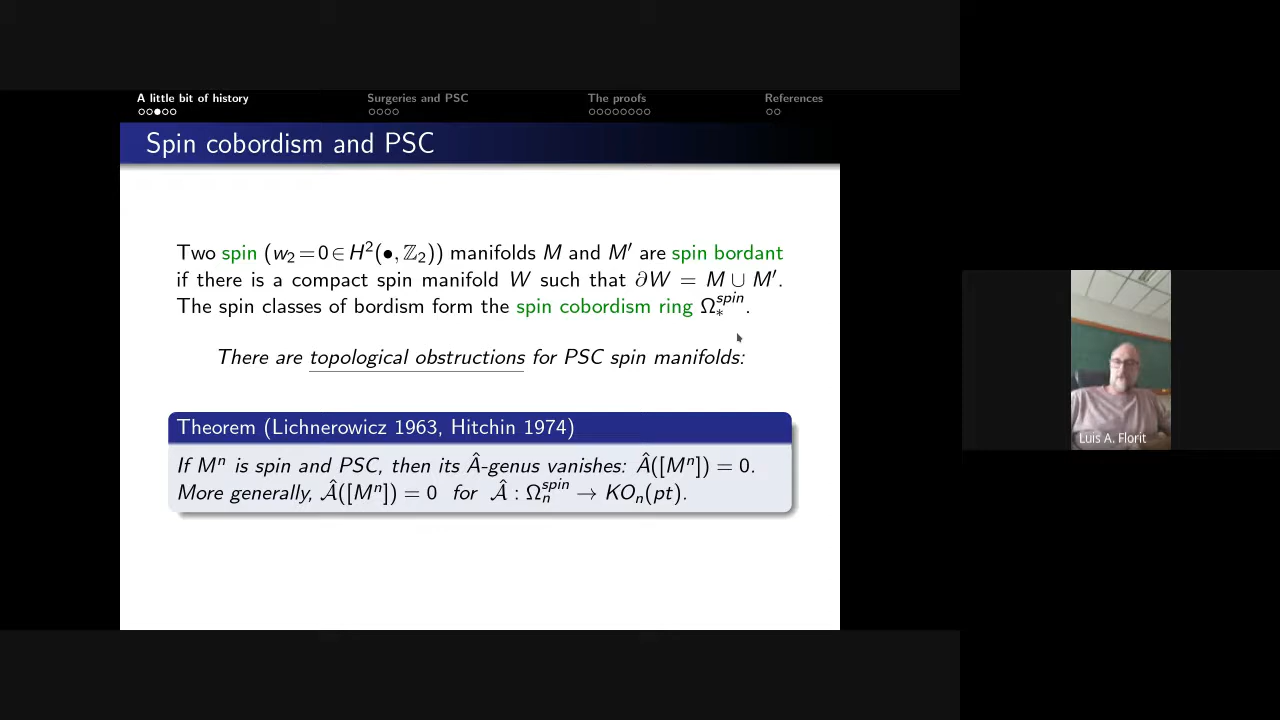 A little bit of history
Surgeries and PSC
The proofs
References
Spin cobordism and PSC
Two spin (w₂=0∈H²(•,ℤ₂)) manifolds M and M′ are spin bordant
if there is a compact spin manifold W such that ∂W = M ∪ M′.
The spin classes of bordism form the spin cobordism ring Ω^{spin}_*.
There are topological obstructions for PSC spin manifolds:
Theorem (Lichnerowicz 1963, Hitchin 1974)
If Mⁿ is spin and PSC, then its Â-genus vanishes: Â([Mⁿ]) = 0.
More generally, 𝒜̂([Mⁿ]) = 0 for 𝒜̂ : Ω^{spin}_n → KO_n(pt).
Luis A. Florit